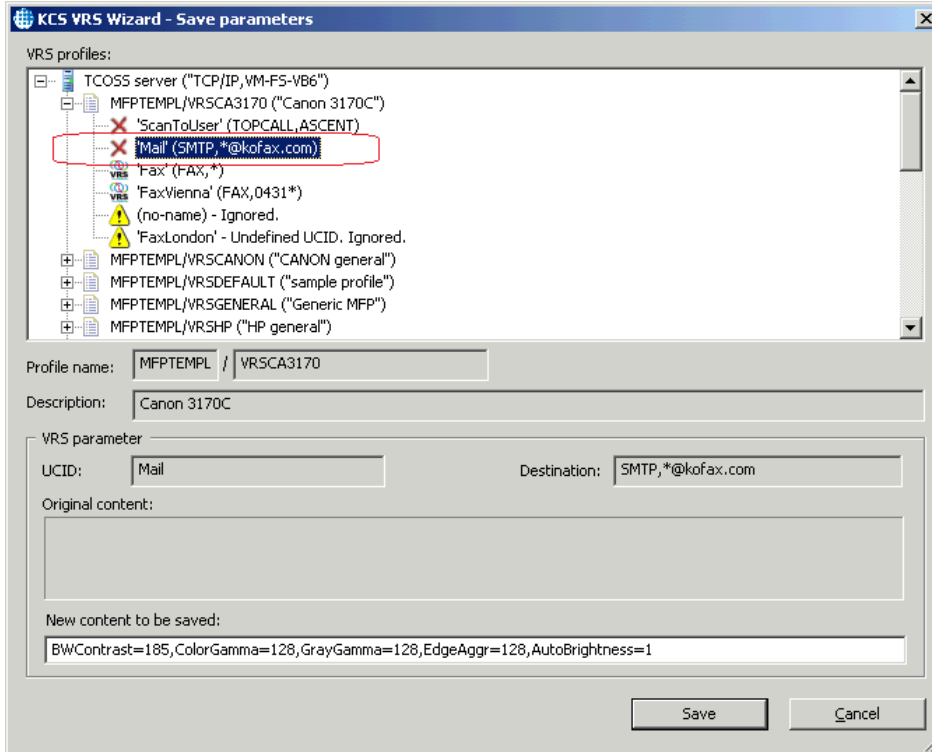 KCS VRS Wizard - Save parameters
VRS profiles:
TCOSS server ("TCP/IP,VM-FS-VB6")
MFPTEMPL/VRSCA3170 ("Canon 3170C")
'ScanToUser' (TOPCALL,ASCENT)
'Mail' (SMTP,*@kofax.com)
VRS 'Fax' (FAX,*)
VRS 'FaxVienna' (FAX,0431*)
(no-name) - Ignored.
'FaxLondon' - Undefined UCID. Ignored.
MFPTEMPL/VRSCANON ("CANON general")
MFPTEMPL/VRSDEFAULT ("sample profile")
MFPTEMPL/VRSGENERAL ("Generic MFP")
MFPTEMPL/VRSHP ("HP general")
Profile name: MFPTEMPL / VRSCA3170
Description: Canon 3170C
VRS parameter
UCID: Mail Destination: SMTP,*@kofax.com
Original content:
New content to be saved:
BWContrast=185,ColorGamma=128,GrayGamma=128,EdgeAggr=128,AutoBrightness=1
Save Cancel